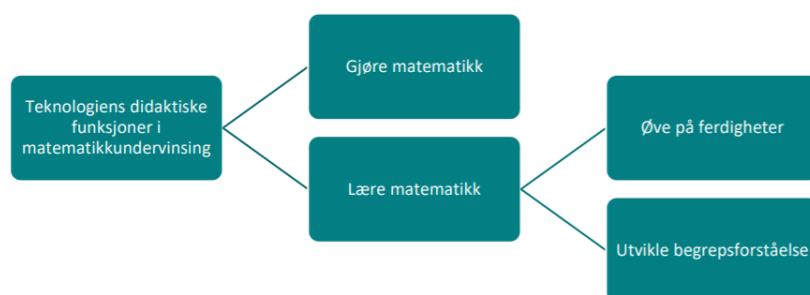 Teknologiens didaktiske
funksjoner i
matematikkundervinsing
Gjøre matematikk
Lære matematikk
Øve på ferdigheter
Utvikle begrepsforståelse